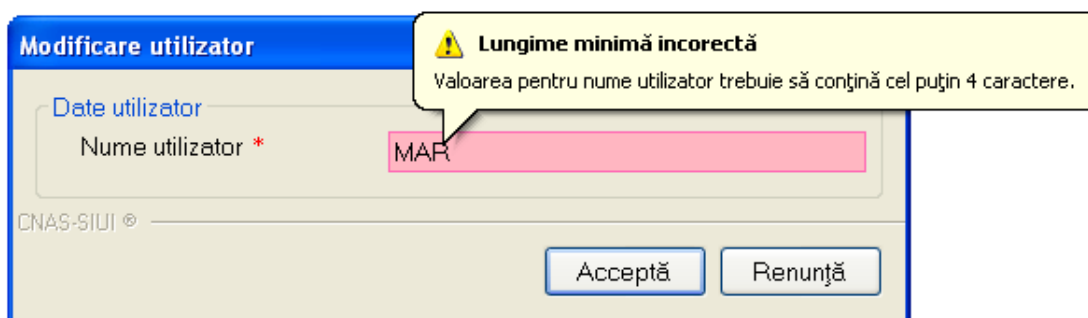 Modificare utilizator
Lungime minimă incorectă
Valoarea pentru nume utilizator trebuie să conţină cel puţin 4 caractere.
Date utilizator
Nume utilizator *
MAR
CNAS-SIUI ®
Acceptă
Renunţă